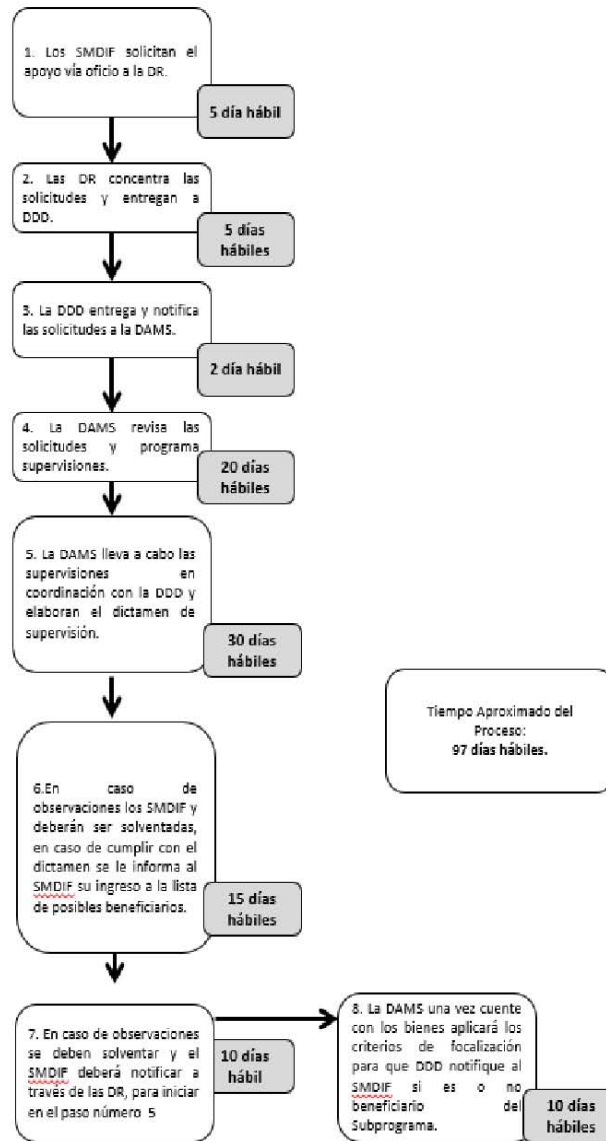 1. Los SMDIF solicitan el
apoyo vía oficio a la DR.
5 día hábil
2. Las DR concentra las
solicitudes y entregan a
DDD.
5 días
hábiles
3. La DDD entrega y notifica
las solicitudes a la DAMS.
2 día hábil
4. La DAMS revisa las
solicitudes y programa
supervisiones.
20 días
hábiles
5. La DAMS lleva a cabo las
supervisiones en
coordinación con la DDD y
elaboran el dictamen de
supervisión.
30 días
hábiles
Tiempo Aproximado del
Proceso:
97 días hábiles.
6.En caso de
observaciones los SMDIF y
deberán ser solventadas,
en caso de cumplir con el
dictamen se le informa al
SMDIF su ingreso a la lista
de posibles beneficiarios.
15 días
hábiles
7. En caso de observaciones
se deben solventar y el
SMDIF deberá notificar a
través de las DR, para iniciar
en el paso número 5
10 días
hábil
8. La DAMS una vez cuente
con los bienes aplicará los
criterios de focalización
para que DDD notifique al
SMDIF si es o no
beneficiario del
Subprograma.
10 días
hábiles